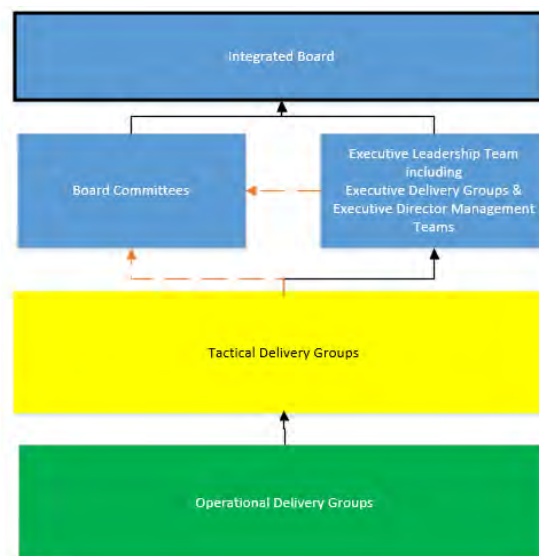 Integrated Board
Board Committees
Executive Leadership Team
including
Executive Delivery Groups &
Executive Director Management
Teams
Tactical Delivery Groups
Operational Delivery Groups